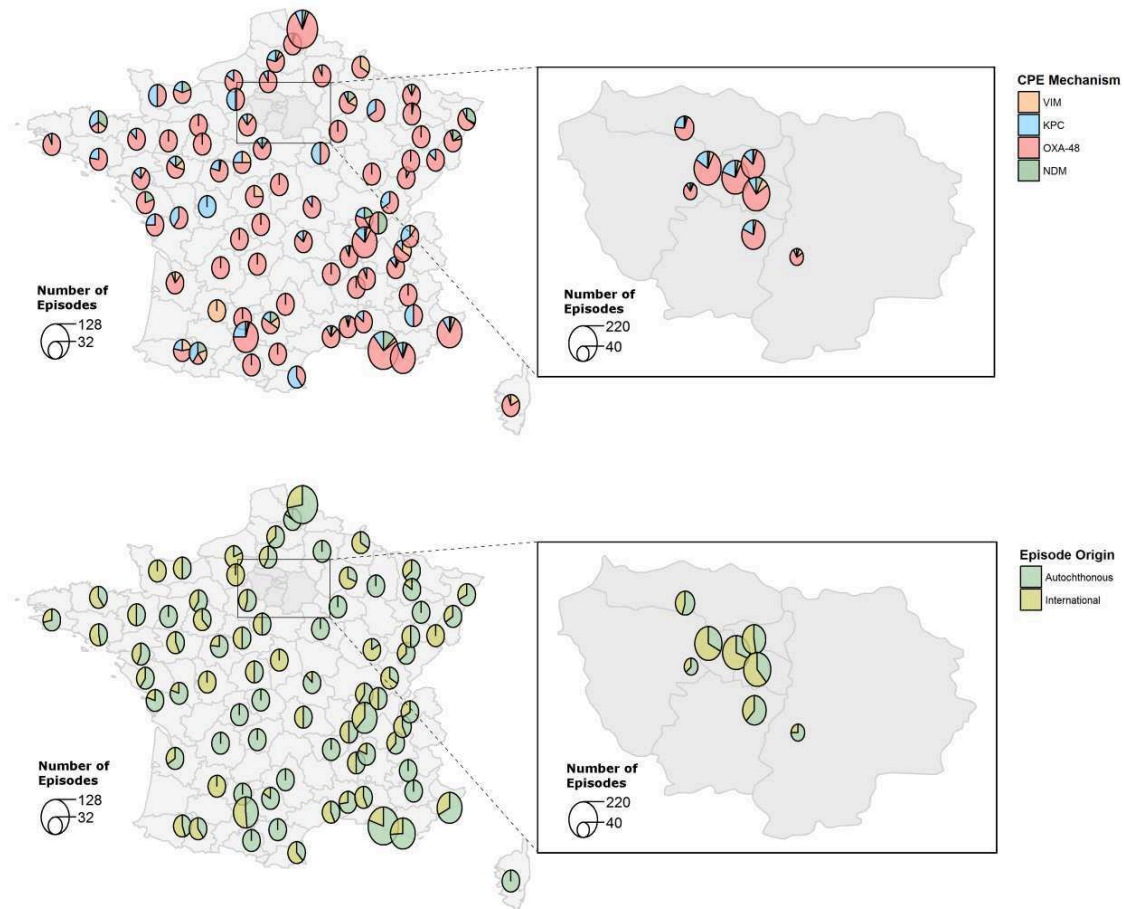 CPE Mechanism
VIM
KPC
OXA-48
NDM
Number of
Episodes
128
32
Number of
Episodes
220
40
Episode Origin
Autochthonous
International
Number of
Episodes
128
32
Number of
Episodes
220
40